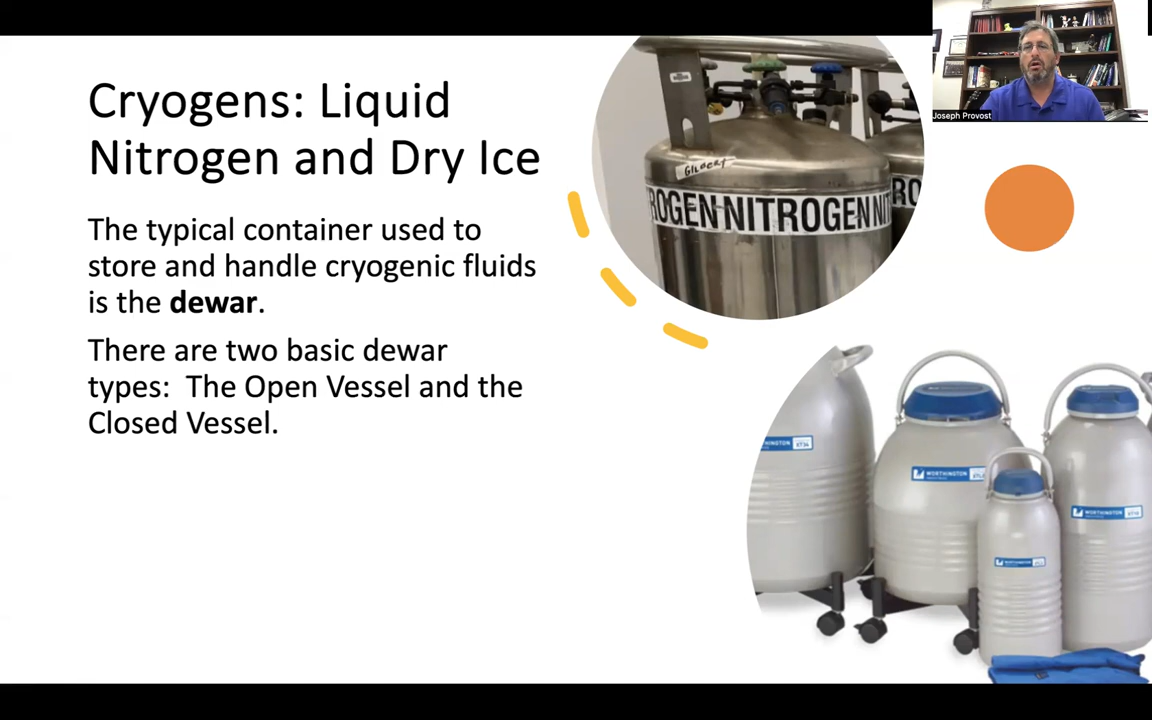 Cryogens: Liquid
Nitrogen and Dry Ice
The typical container used to
store and handle cryogenic fluids
is the dewar.
There are two basic dewar
types: The Open Vessel and the
Closed Vessel.
GILBERT
ROGEN NITROGEN NIT
RO
Joseph Provost
WORTHINGTON
WORTHINGTON